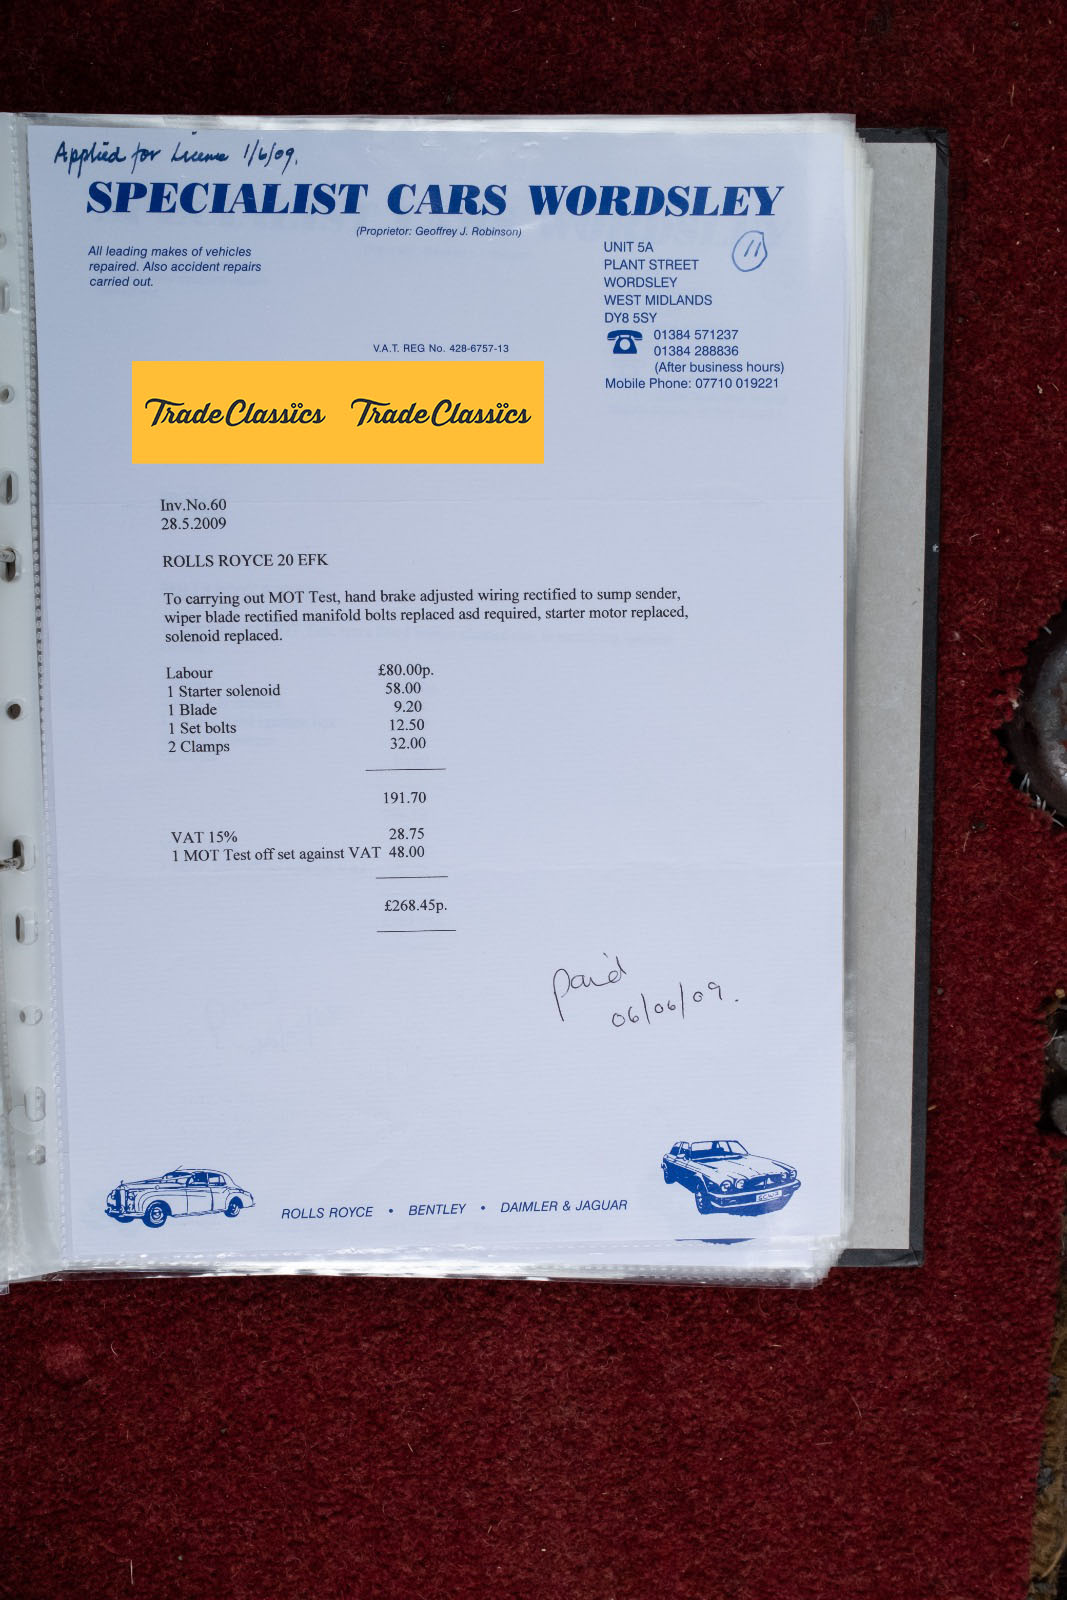 Applied for License 1/6/09.
SPECIALIST CARS WORDSLEY
(Proprietor: Geoffrey J. Robinson)
All leading makes of vehicles
repaired. Also accident repairs
carried out.
UNIT 5A
PLANT STREET
WORDSLEY
WEST MIDLANDS
DY8 5SY
11
01384 571237
01384 288836
(After business hours)
Mobile Phone: 07710 019221
V.A.T. REG No. 428-6757-13
TradeClassïcs TradeClassïcs
Inv.No.60
28.5.2009
ROLLS ROYCE 20 EFK
To carrying out MOT Test, hand brake adjusted wiring rectified to sump sender,
wiper blade rectified manifold bolts replaced asd required, starter motor replaced,
solenoid replaced.
Labour £80.00p.
1 Starter solenoid 58.00
1 Blade 9.20
1 Set bolts 12.50
2 Clamps 32.00
191.70
VAT 15% 28.75
1 MOT Test off set against VAT 48.00
£268.45p.
paid
06/06/09.
ROLLS ROYCE • BENTLEY • DAIMLER & JAGUAR